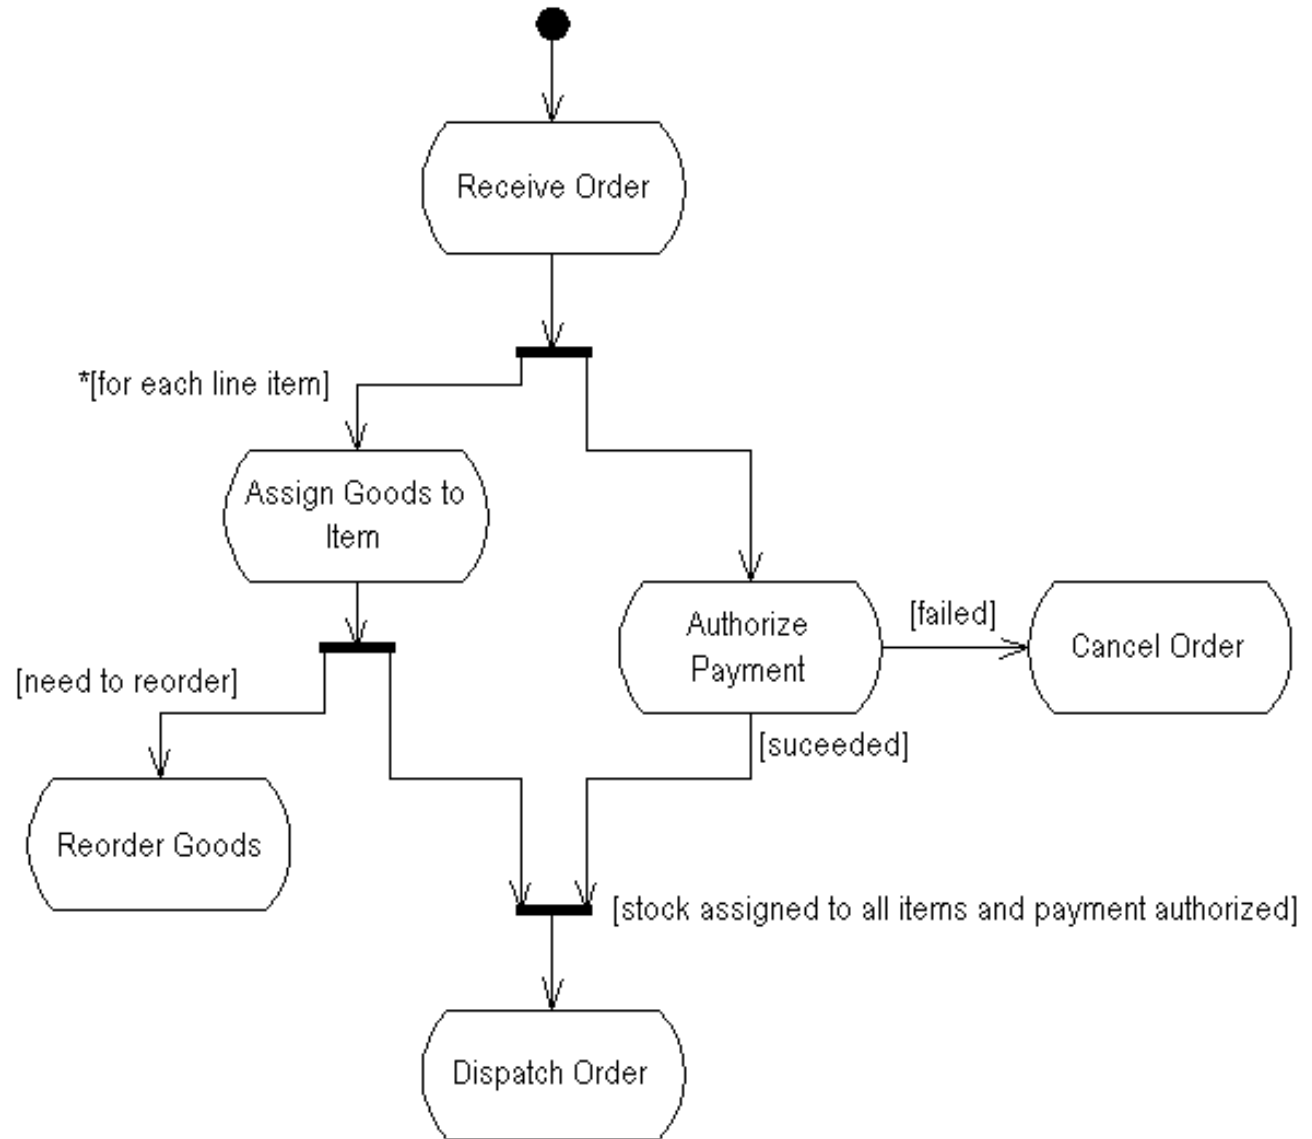 Receive Order
*[for each line item]
Assign Goods to
Item
Authorize
Payment
[failed]
Cancel Order
[need to reorder]
[suceeded]
Reorder Goods
[stock assigned to all items and payment authorized]
Dispatch Order